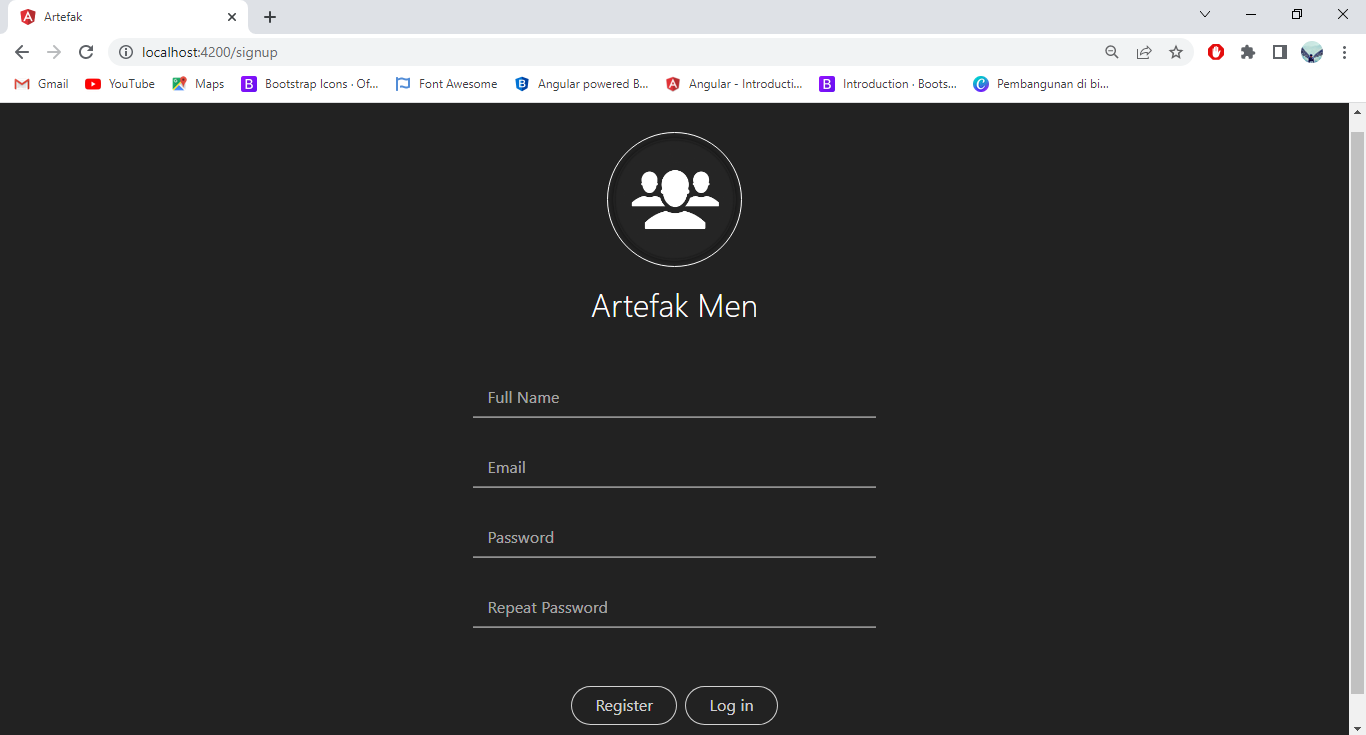 Artefak
localhost:4200/signup
Gmail YouTube Maps Bootstrap Icons · Of... Font Awesome Angular powered B... Angular - Introducti... Introduction · Boots... Pembangunan di bi...
Artefak Men
Full Name
Email
Password
Repeat Password
Register Log in